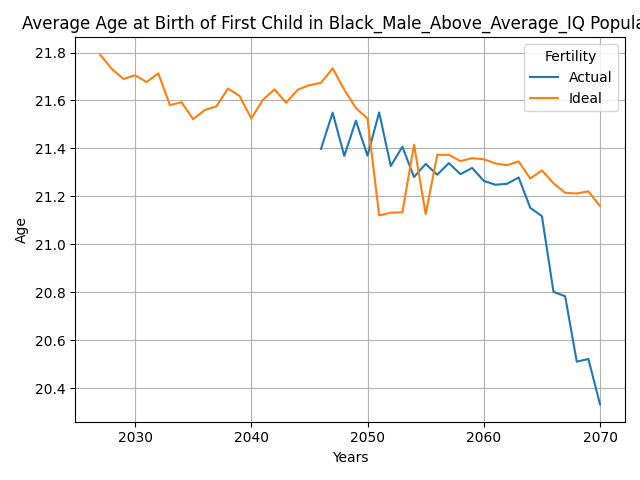 Average Age at Birth of First Child in Black_Male_Above_Average_IQ Popula
Fertility
Actual
Ideal
21.8
21.6
21.4
21.2
21.0
20.8
20.6
20.4
Age
2030 2040 2050 2060 2070
Years